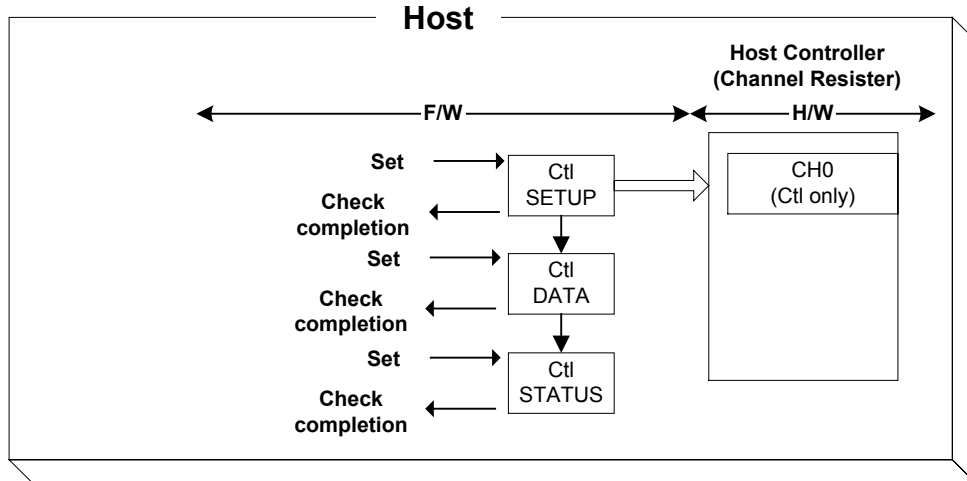 Host
Host Controller
(Channel Resister)
F/W
H/W
Set
Ctl
SETUP
CH0
(Ctl only)
Check
completion
Set
Ctl
DATA
Check
completion
Set
Ctl
STATUS
Check
completion